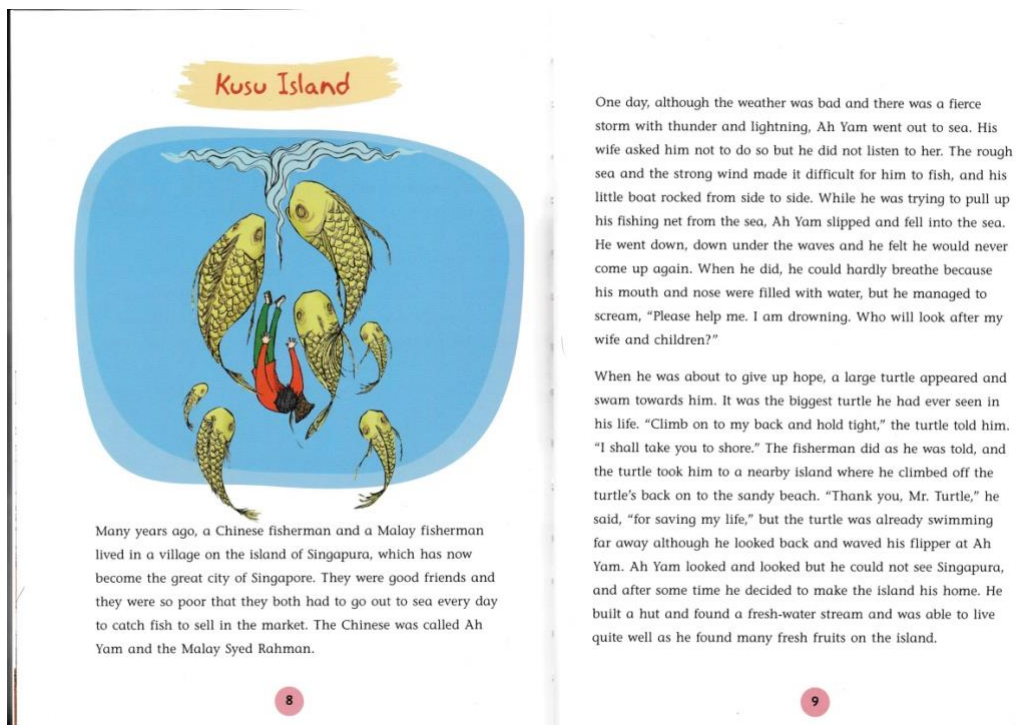 Kusu Island
Many years ago, a Chinese fisherman and a Malay fisherman
lived in a village on the island of Singapura, which has now
become the great city of Singapore. They were good friends and
they were so poor that they both had to go out to sea every day
to catch fish to sell in the market. The Chinese was called Ah
Yam and the Malay Syed Rahman.
8
One day, although the weather was bad and there was a fierce
storm with thunder and lightning, Ah Yam went out to sea. His
wife asked him not to do so but he did not listen to her. The rough
sea and the strong wind made it difficult for him to fish, and his
little boat rocked from side to side. While he was trying to pull up
his fishing net from the sea, Ah Yam slipped and fell into the sea.
He went down, down under the waves and he felt he would never
come up again. When he did, he could hardly breathe because
his mouth and nose were filled with water, but he managed to
scream, “Please help me. I am drowning. Who will look after my
wife and children?”
When he was about to give up hope, a large turtle appeared and
swam towards him. It was the biggest turtle he had ever seen in
his life. “Climb on to my back and hold tight,” the turtle told him.
“I shall take you to shore.” The fisherman did as he was told, and
the turtle took him to a nearby island where he climbed off the
turtle’s back on to the sandy beach. “Thank you, Mr. Turtle,” he
said, “for saving my life,” but the turtle was already swimming
far away although he looked back and waved his flipper at Ah
Yam. Ah Yam looked and looked but he could not see Singapura,
and after some time he decided to make the island his home. He
built a hut and found a fresh-water stream and was able to live
quite well as he found many fresh fruits on the island.
9